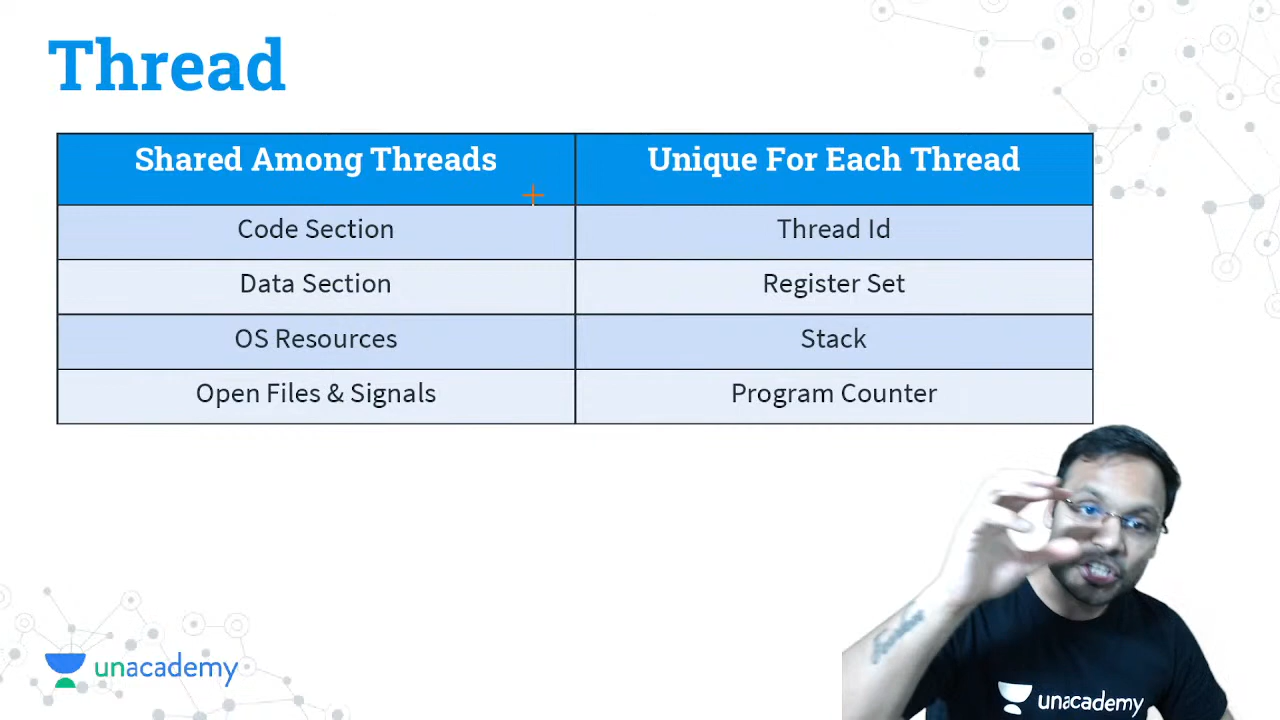 Thread
Shared Among Threads Unique For Each Thread
Code Section Thread Id
Data Section Register Set
OS Resources Stack
Open Files & Signals Program Counter
unacademy
unacademy